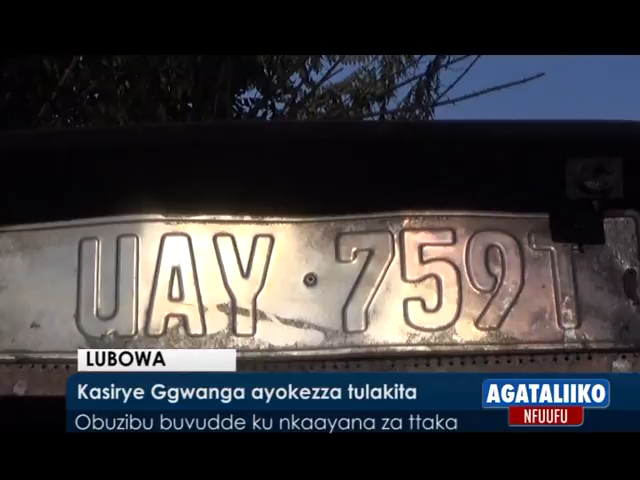 UAY·759T
LUBOWA
Kasirye Ggwanga ayokezza tulakita
Obuzibu buvudde ku nkaayana za ttaka
AGATALIIKO
NFUUFU